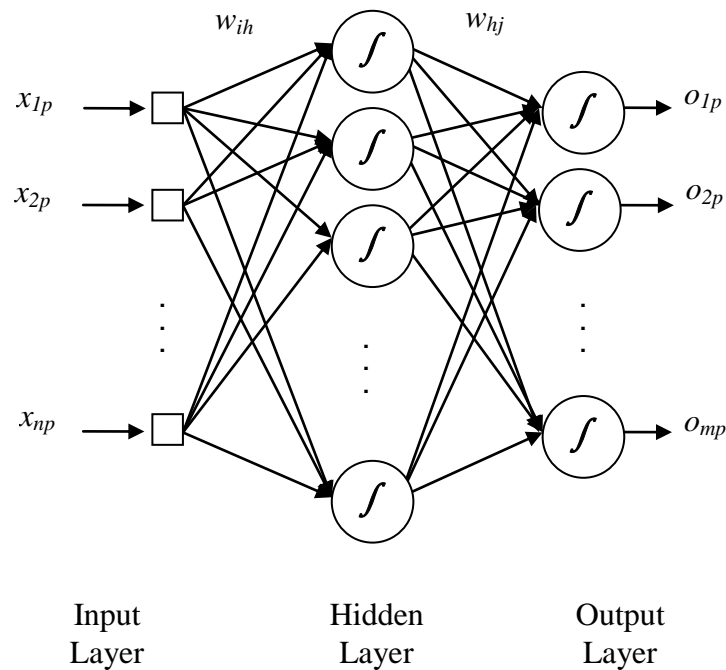 w_ih
w_hj
x_1p
∫
∫
o_1p
x_2p
∫
∫
o_2p
∫
. . .
. . .
. . .
x_np
∫
o_mp
∫
Input Layer
Hidden Layer
Output Layer